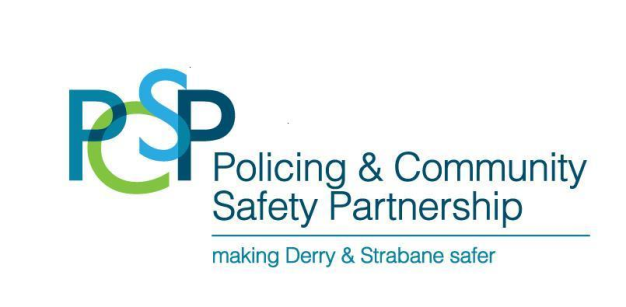 PCSP
Policing & Community
Safety Partnership
making Derry & Strabane safer